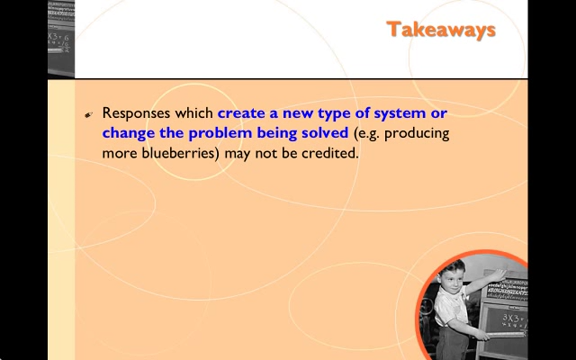 Takeaways
Responses which create a new type of system or
change the problem being solved (e.g. producing
more blueberries) may not be credited.